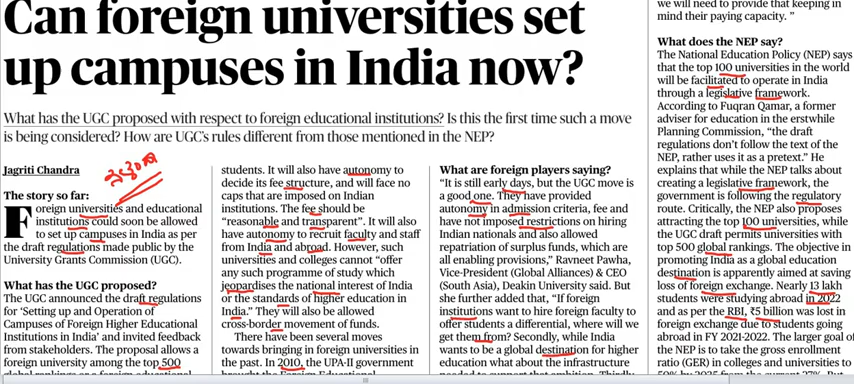 Can foreign universities set
up campuses in India now?
What has the UGC proposed with respect to foreign educational institutions? Is this the first time such a move
is being considered? How are UGC's rules different from those mentioned in the NEP?
Jagriti Chandra
The story so far:
Foreign universities and educational
institutions could soon be allowed
to set up campuses in India as per
the draft regulations made public by the
University Grants Commission (UGC).
What has the UGC proposed?
The UGC announced the draft regulations
for ‘Setting up and Operation of
Campuses of Foreign Higher Educational
Institutions in India’ and invited feedback
from stakeholders. The proposal allows a
foreign university among the top 500
students. It will also have autonomy to
decide its fee structure, and will face no
caps that are imposed on Indian
institutions. The fee should be
“reasonable and transparent”. It will also
have autonomy to recruit faculty and staff
from India and abroad. However, such
universities and colleges cannot “offer
any such programme of study which
jeopardises the national interest of India
or the standards of higher education in
India.” They will also be allowed
cross-border movement of funds.
There have been several moves
towards bringing foreign universities in
the past. In 2010, the UPA-II government
What are foreign players saying?
“It is still early days, but the UGC move is
a good one. They have provided
autonomy in admission criteria, fee and
have not imposed restrictions on hiring
Indian nationals and also allowed
repatriation of surplus funds, which are
all enabling provisions,” Ravneet Pawha,
Vice-President (Global Alliances) & CEO
(South Asia), Deakin University said. But
she further added that, “If foreign
institutions want to hire foreign faculty to
offer students a differential, where will we
get them from? Secondly, while India
wants to be a global destination for higher
education what about the infrastructure
we will need to provide that keeping in
mind their paying capacity. ”
What does the NEP say?
The National Education Policy (NEP) says
that the top 100 universities in the world
will be facilitated to operate in India
through a legislative framework.
According to Fuqran Qamar, a former
adviser for education in the erstwhile
Planning Commission, “the draft
regulations don’t follow the text of the
NEP, rather uses it as a pretext.” He
explains that while the NEP talks about
creating a legislative framework, the
government is following the regulatory
route. Critically, the NEP also proposes
attracting the top 100 universities, while
the UGC draft permits universities with
top 500 global rankings. The objective in
promoting India as a global education
destination is apparently aimed at saving
loss of foreign exchange. Nearly 13 lakh
students were studying abroad in 2022
and as per the RBI, ₹5 billion was lost in
foreign exchange due to students going
abroad in FY 2021-2022. The larger goal of
the NEP is to take the gross enrollment
ratio (GER) in colleges and universities to